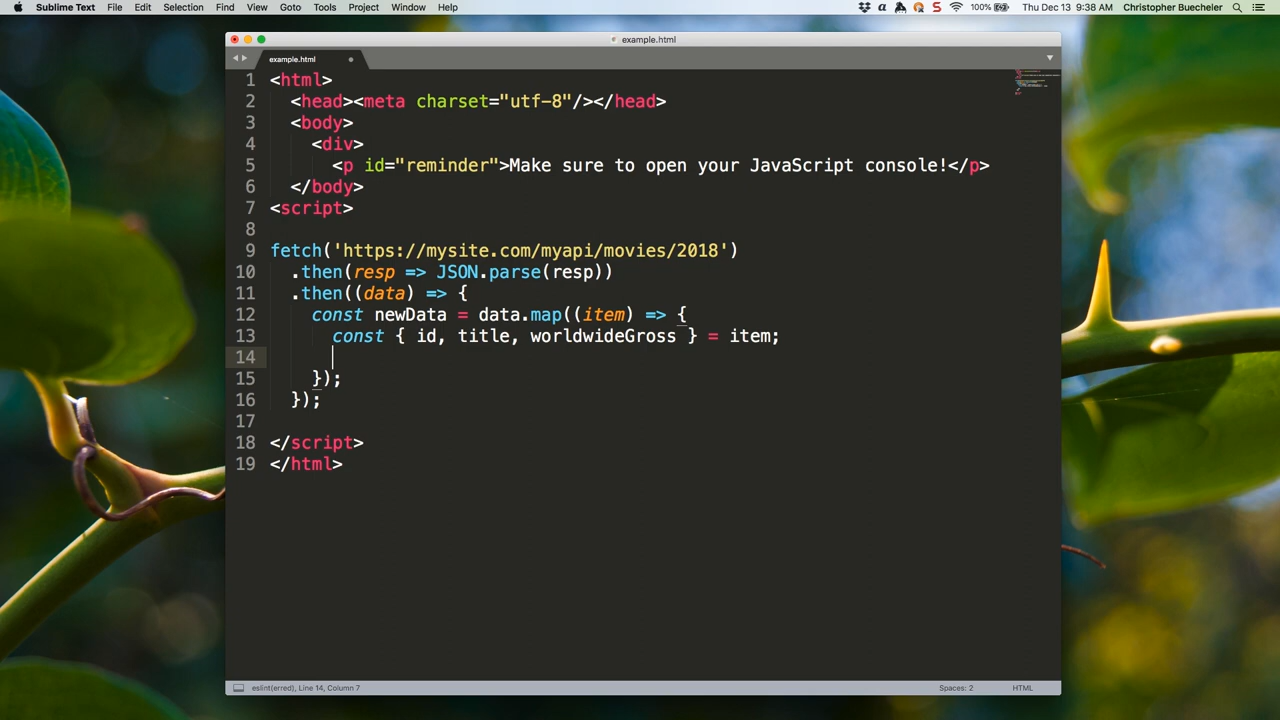 Sublime Text File Edit Selection Find View Goto Tools Project Window Help 100% Thu Dec 13 9:38 AM Christopher Buecheler
example.html
example.html
1 <html>
2 <head><meta charset="utf-8"/></head>
3 <body>
4 <div>
5 <p id="reminder">Make sure to open your JavaScript console!</p>
6 </body>
7 <script>
8
9 fetch('https://mysite.com/myapi/movies/2018')
10 .then(resp => JSON.parse(resp))
11 .then((data) => {
12 const newData = data.map((item) => {
13 const { id, title, worldwideGross } = item;
14
15 });
16 });
17
18 </script>
19 </html>
eslint(erred), Line 14, Column 7 Spaces: 2 HTML